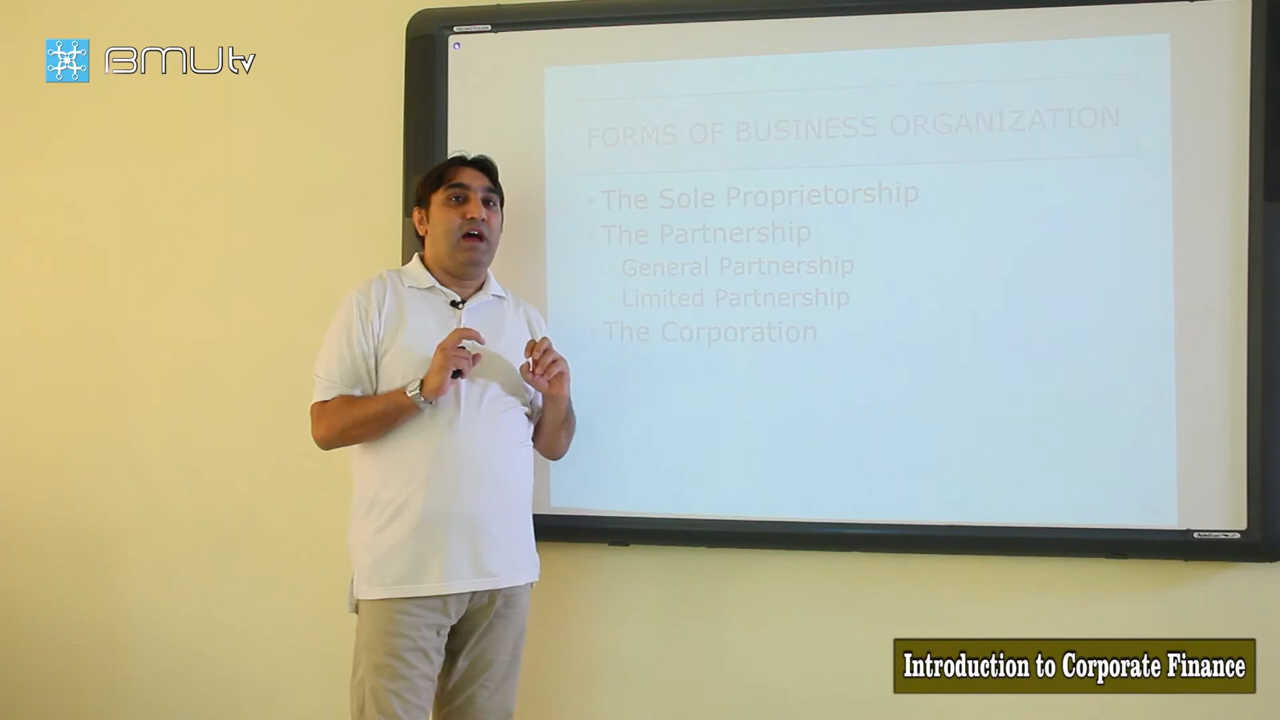 BMUtv
FORMS OF BUSINESS ORGANIZATION
• The Sole Proprietorship
• The Partnership
General Partnership
Limited Partnership
• The Corporation
Introduction to Corporate Finance